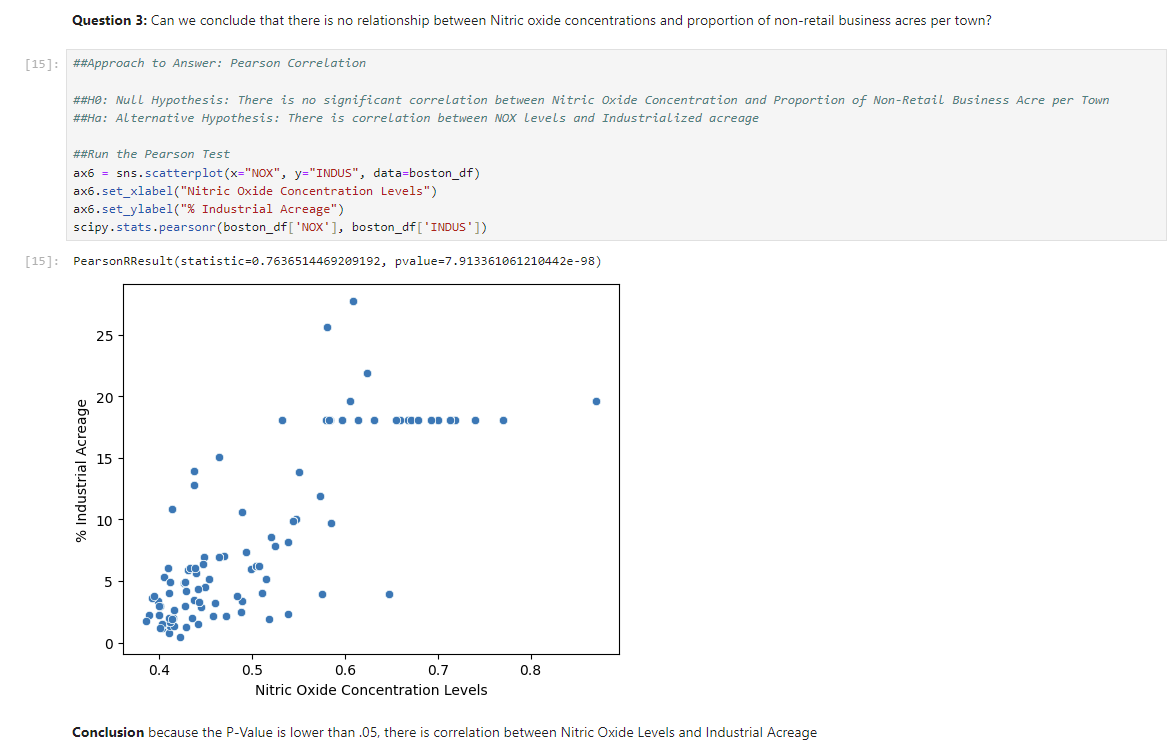 Question 3: Can we conclude that there is no relationship between Nitric oxide concentrations and proportion of non-retail business acres per town?
[15]: ##Approach to Answer: Pearson Correlation
##H0: Null Hypothesis: There is no significant correlation between Nitric Oxide Concentration and Proportion of Non-Retail Business Acre per Town
##Ha: Alternative Hypothesis: There is correlation between NOX levels and Industrialized acreage
##Run the Pearson Test
ax6 = sns.scatterplot(x="NOX", y="INDUS", data=boston_df)
ax6.set_xlabel("Nitric Oxide Concentration Levels")
ax6.set_ylabel("% Industrial Acreage")
scipy.stats.pearsonr(boston_df['NOX'], boston_df['INDUS'])
[15]: PearsonRResult(statistic=0.7636514469209192, pvalue=7.913361061210442e-98)
25
20
15
10
5
0
% Industrial Acreage
0.4 0.5 0.6 0.7 0.8
Nitric Oxide Concentration Levels
Conclusion because the P-Value is lower than .05, there is correlation between Nitric Oxide Levels and Industrial Acreage